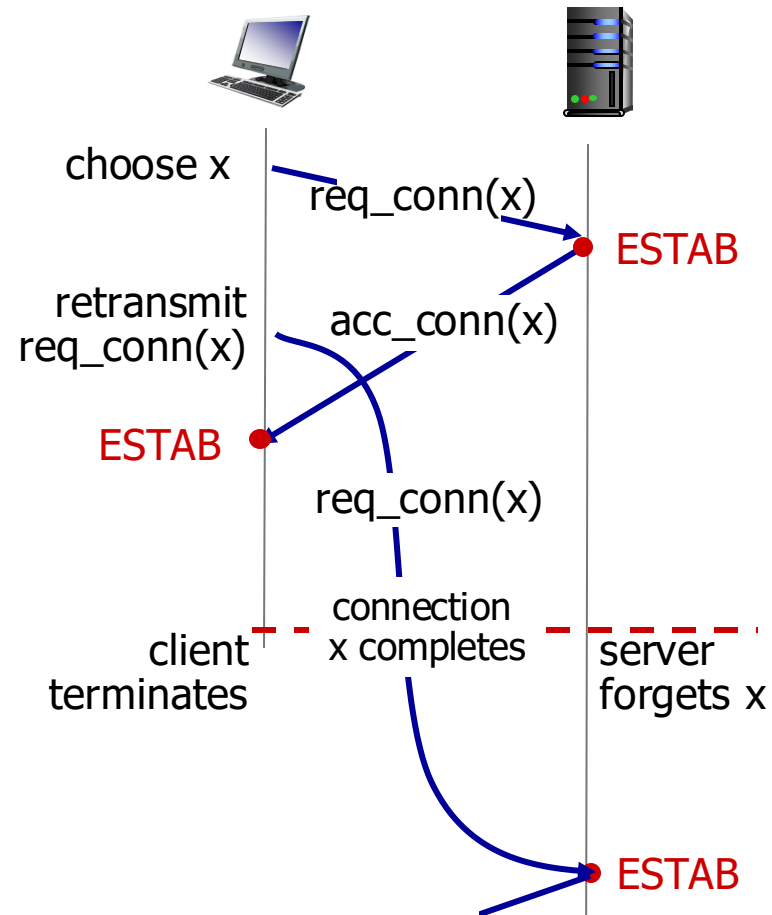 choose x
req_conn(x)
ESTAB
retransmit
req_conn(x)
acc_conn(x)
ESTAB
req_conn(x)
connection
x completes
client
terminates
server
forgets x
ESTAB